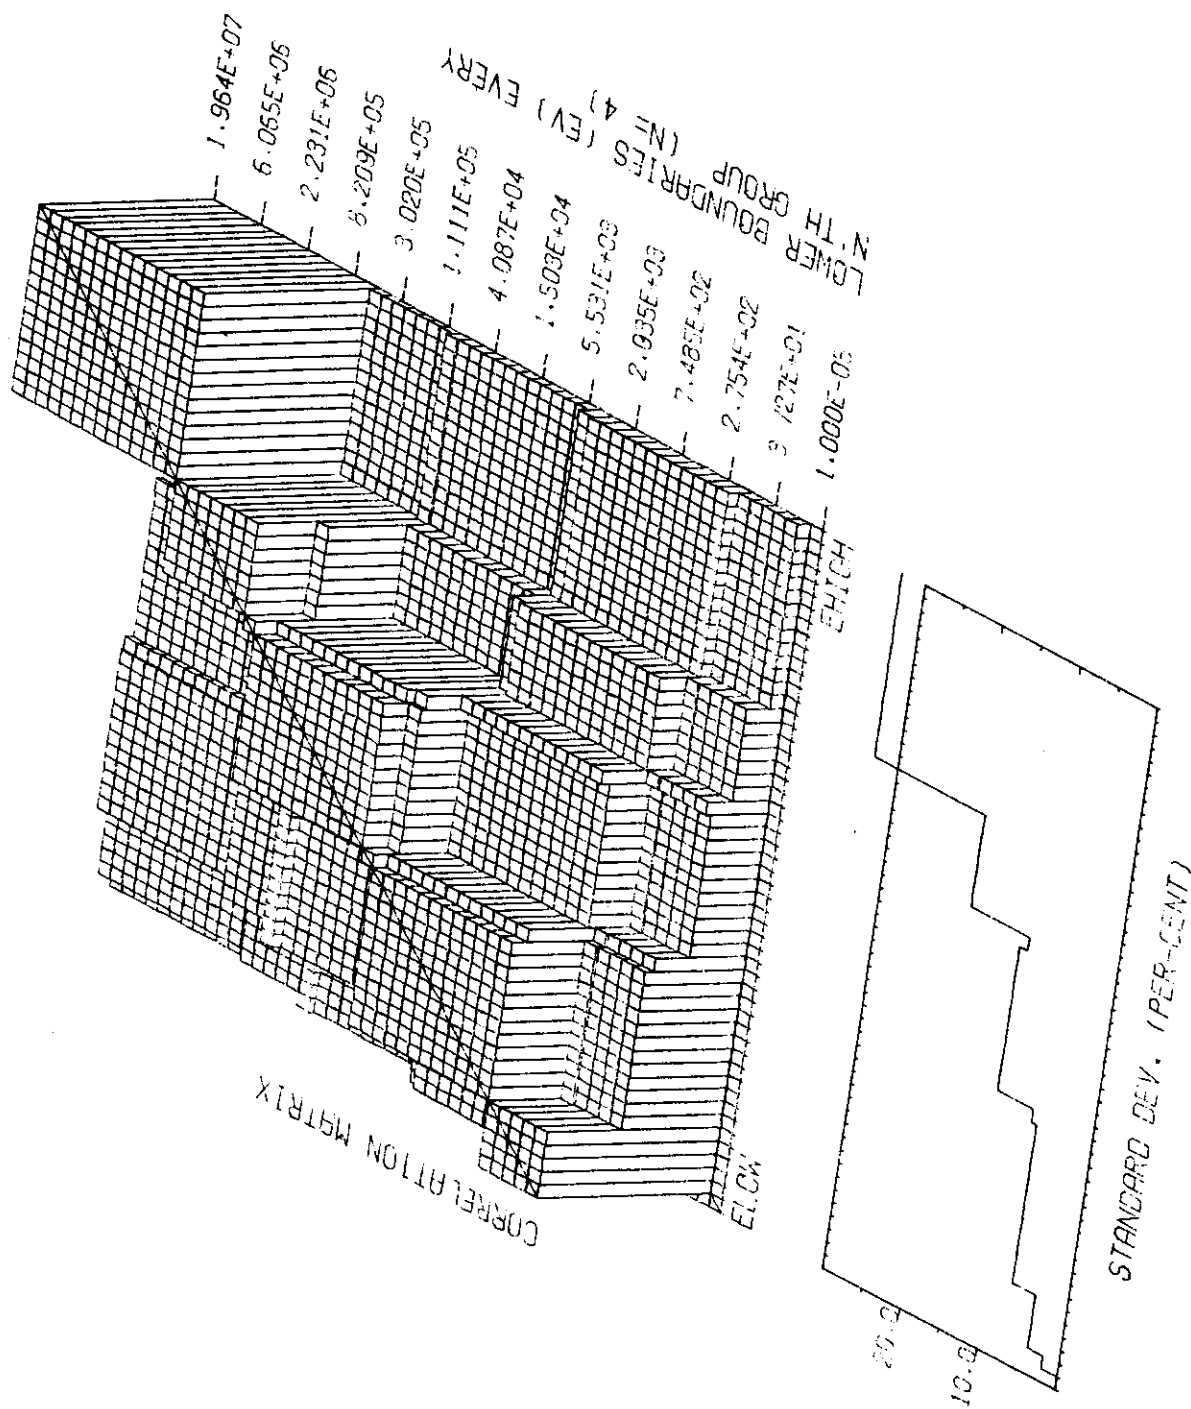 1.964E+07
6.065E+06
2.231E+06
8.209E+05
3.020E+05
1.111E+05
4.087E+04
1.503E+04
5.531E+03
2.035E+03
7.485E+02
2.754E+02
1.000E-05
LOWER BOUNDARIES (EV) EVERY
N'TH GROUP (N= 4)
CORRELATION MATRIX
EHIGH
ELOW
20.0
10.0
STANDARD DEV. (PER-CENT)